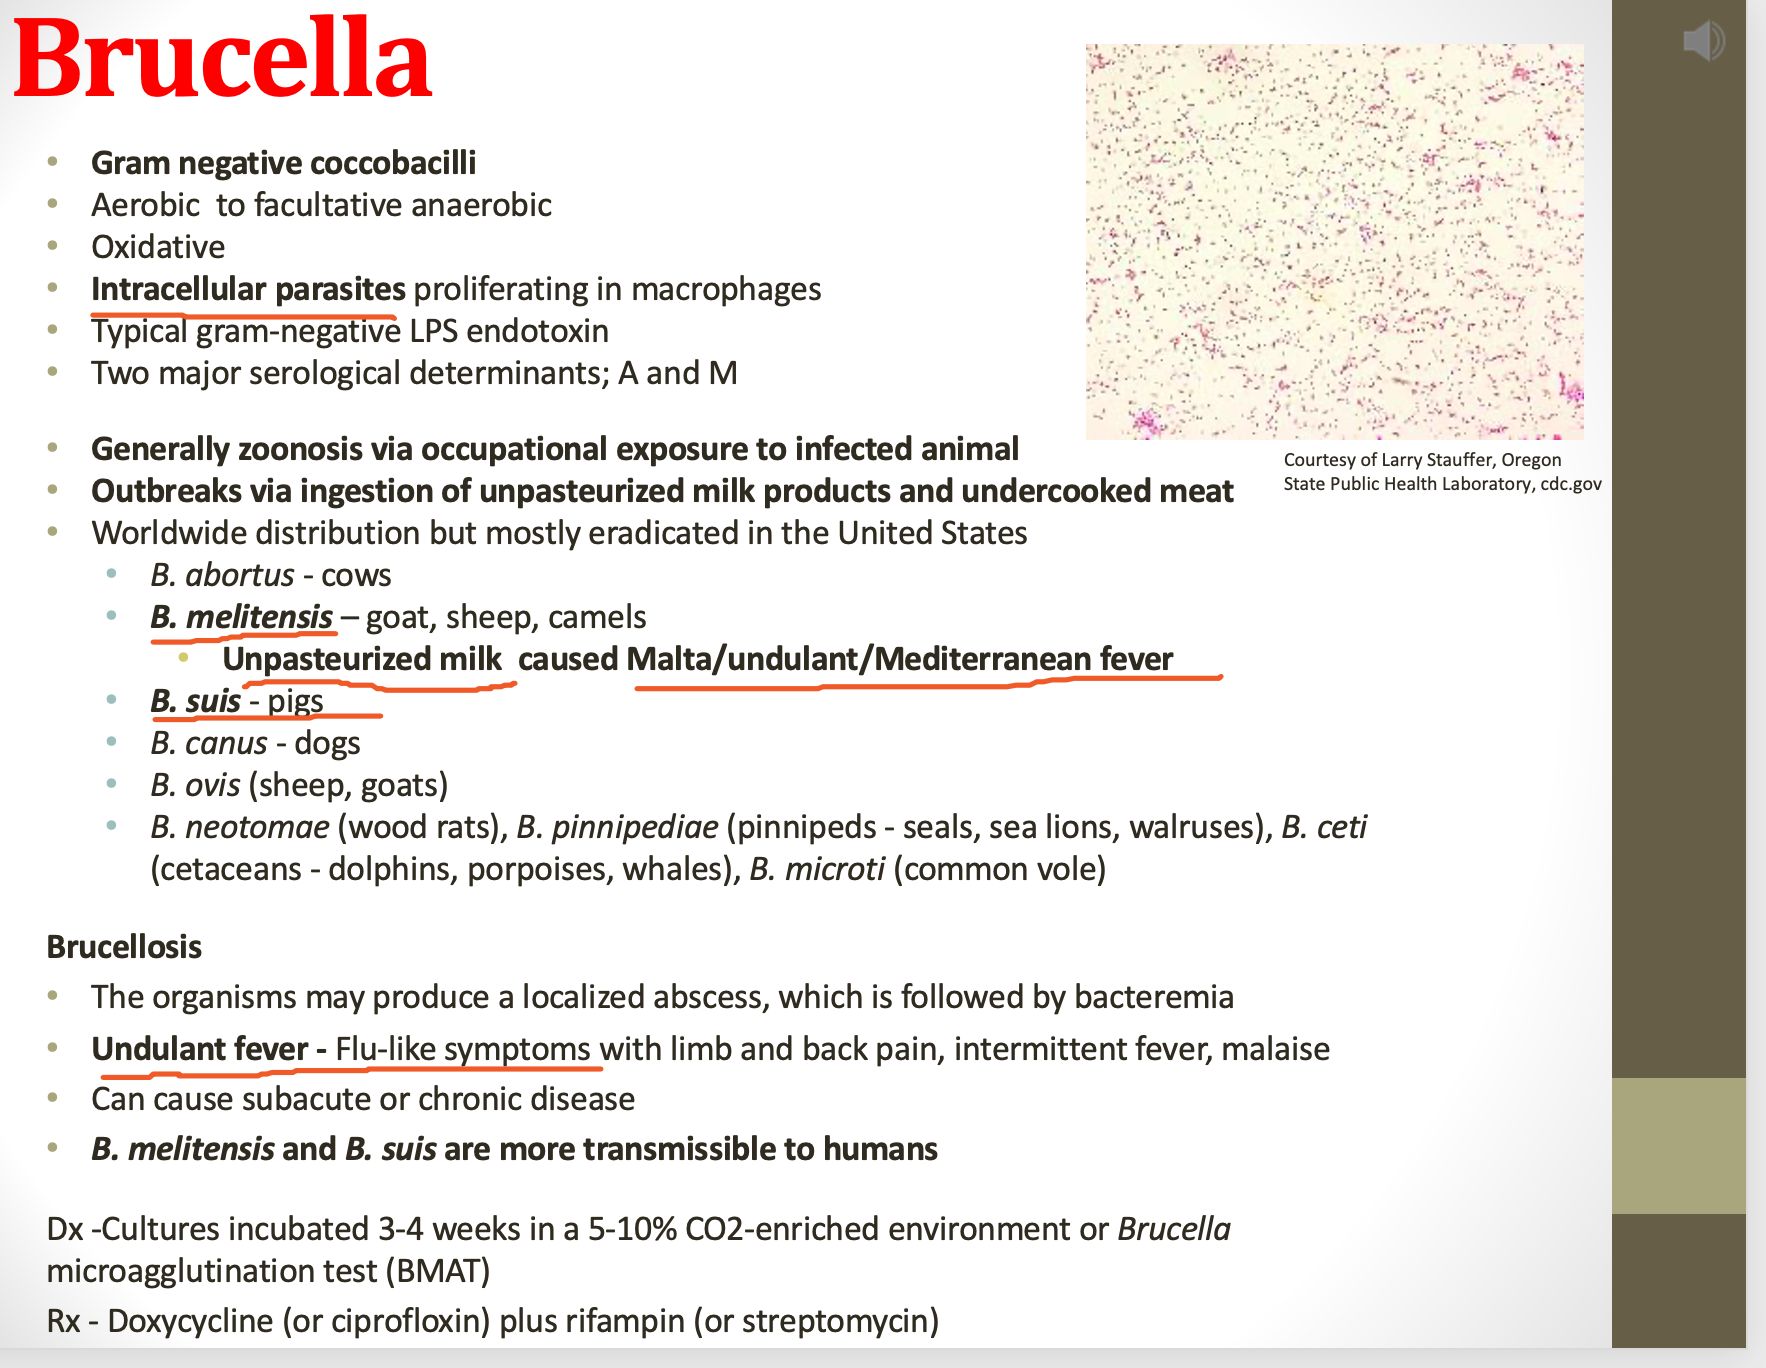 Brucella
• Gram negative coccobacilli
• Aerobic to facultative anaerobic
• Oxidative
• Intracellular parasites proliferating in macrophages
• Typical gram-negative LPS endotoxin
• Two major serological determinants; A and M
• Generally zoonosis via occupational exposure to infected animal
• Outbreaks via ingestion of unpasteurized milk products and undercooked meat
Courtesy of Larry Stauffer, Oregon
State Public Health Laboratory, cdc.gov
• Worldwide distribution but mostly eradicated in the United States
• B. abortus - cows
• B. melitensis – goat, sheep, camels
• Unpasteurized milk caused Malta/undulant/Mediterranean fever
• B. suis - pigs
• B. canus - dogs
• B. ovis (sheep, goats)
• B. neotomae (wood rats), B. pinnipediae (pinnipeds - seals, sea lions, walruses), B. ceti
(cetaceans - dolphins, porpoises, whales), B. microti (common vole)
Brucellosis
• The organisms may produce a localized abscess, which is followed by bacteremia
• Undulant fever - Flu-like symptoms with limb and back pain, intermittent fever, malaise
• Can cause subacute or chronic disease
• B. melitensis and B. suis are more transmissible to humans
Dx -Cultures incubated 3-4 weeks in a 5-10% CO2-enriched environment or Brucella
microagglutination test (BMAT)
Rx - Doxycycline (or ciprofloxin) plus rifampin (or streptomycin)